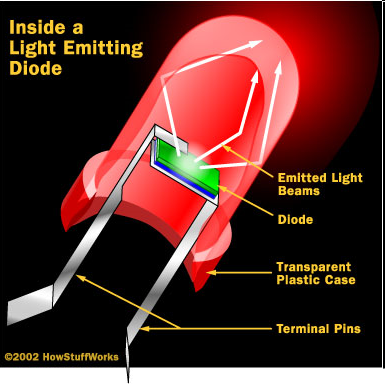 Inside a
Light Emitting
Diode
Emitted Light
Beams
Diode
Transparent
Plastic Case
Terminal Pins
©2002 HowStuffWorks